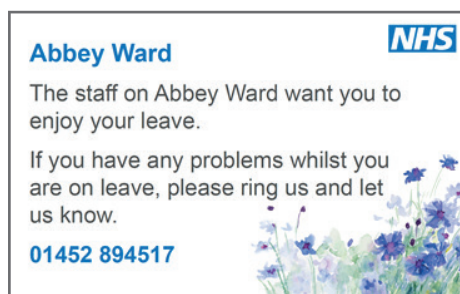 NHS
Abbey Ward
The staff on Abbey Ward want you to
enjoy your leave.
If you have any problems whilst you
are on leave, please ring us and let
us know.
01452 894517